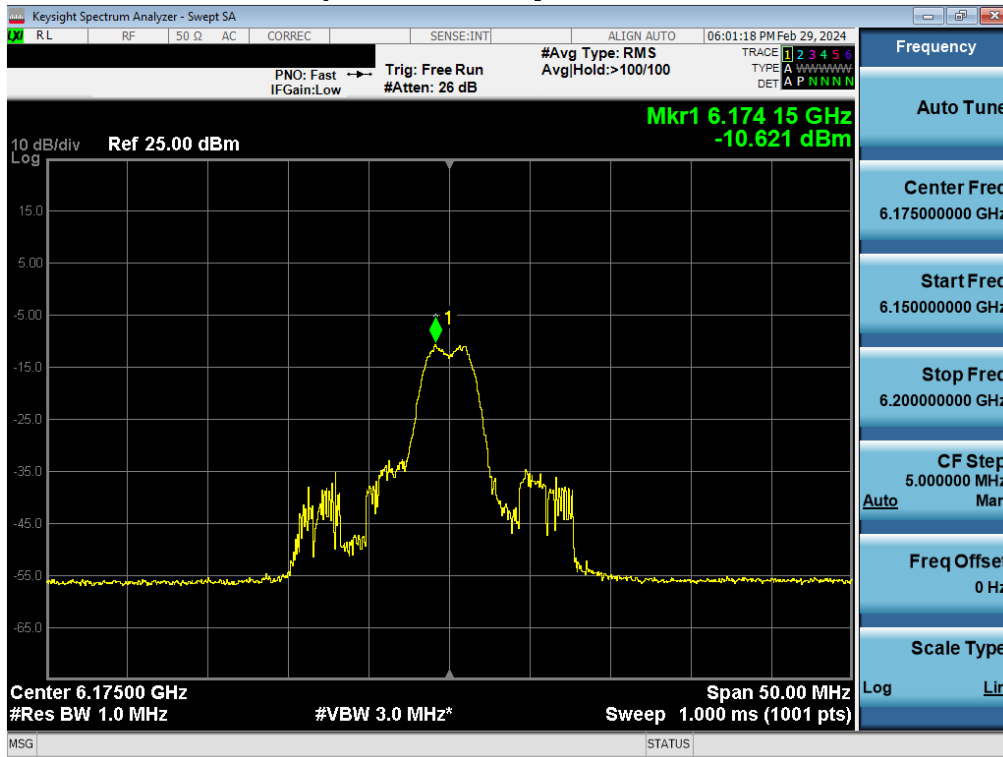 Keysight Spectrum Analyzer - Swept SA
LXI RL RF 50 Ω AC CORREC SENSE:INT ALIGN AUTO 06:01:18 PM Feb 29, 2024
PNO: Fast
IFGain:Low
Trig: Free Run
#Atten: 26 dB
#Avg Type: RMS
Avg|Hold:>100/100
TRACE 1 2 3 4 5 6
TYPE A WWWWW
DET A P N N N N
Mkr1 6.174 15 GHz
-10.621 dBm
10 dB/div Ref 25.00 dBm
Log
15.0
5.00
-5.00
-15.0
-25.0
-35.0
-45.0
-55.0
-65.0
1
Center 6.17500 GHz Span 50.00 MHz
#Res BW 1.0 MHz #VBW 3.0 MHz* Sweep 1.000 ms (1001 pts)
MSG STATUS
Frequency
Auto Tune
Center Freq
6.175000000 GHz
Start Freq
6.150000000 GHz
Stop Freq
6.200000000 GHz
CF Step
5.000000 MHz
Auto Man
Freq Offset
0 Hz
Scale Type
Log Lin